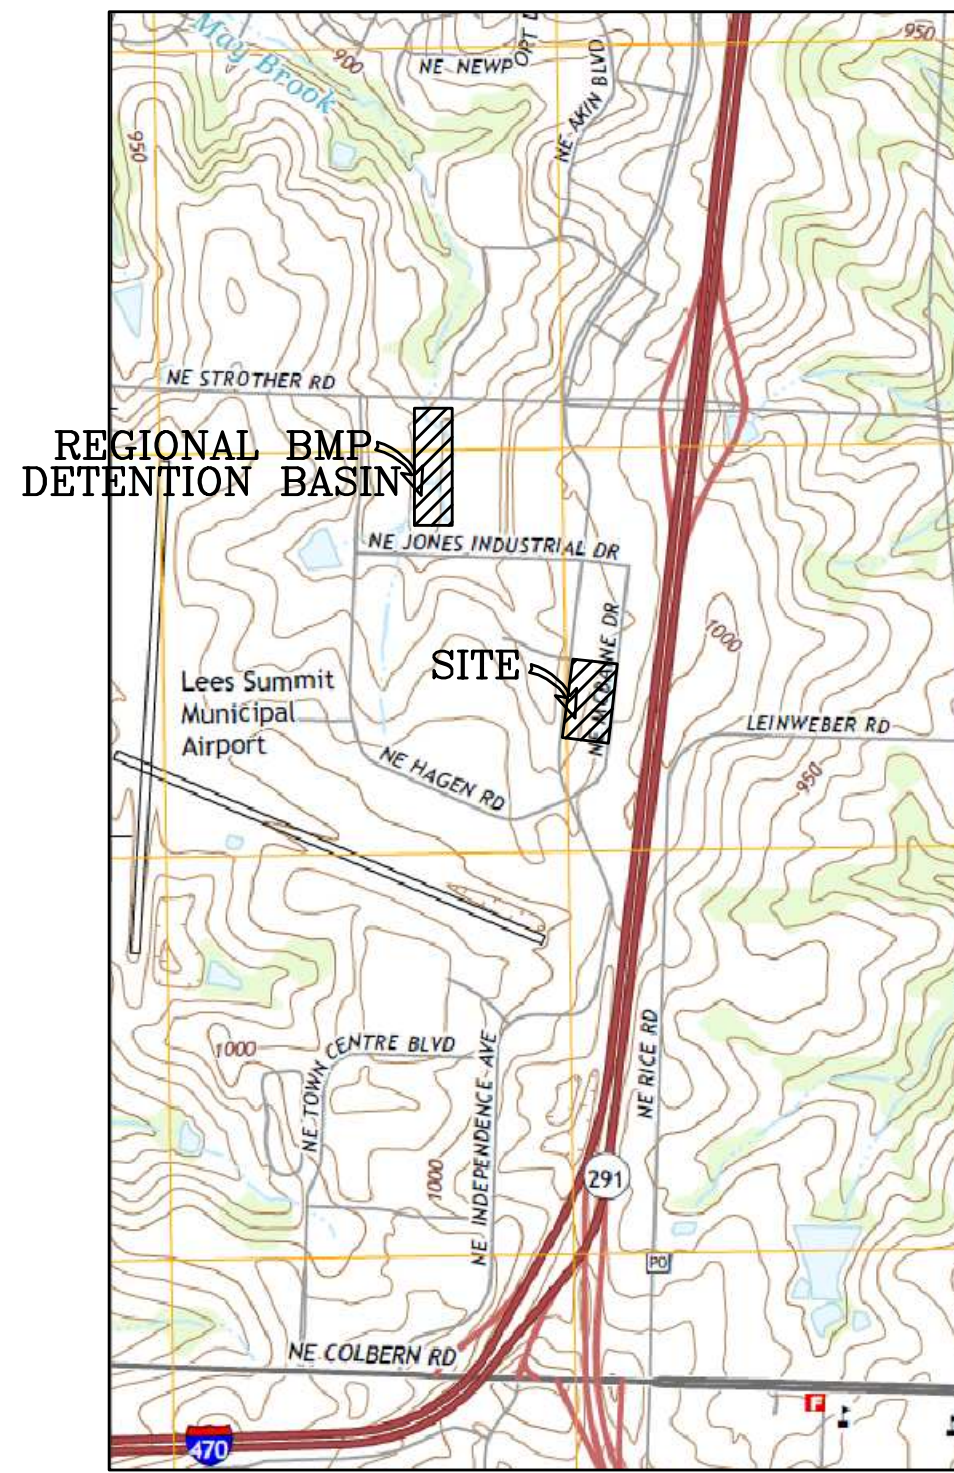 May Brook
900
950
NE NEWPORT D
NE AKIN BLVD
950
NE STROTHER RD
REGIONAL BMP
DETENTION BASIN
NE JONES INDUSTRIAL DR
1000
SITE
Lees Summit
Municipal
Airport
LEINWEBER RD
NE HAGEN RD
950
1000
NE TOWN CENTRE BLVD
NE INDEPENDENCE AVE
NE RICE RD
1000
291
PO
NE COLBERN RD
F
470